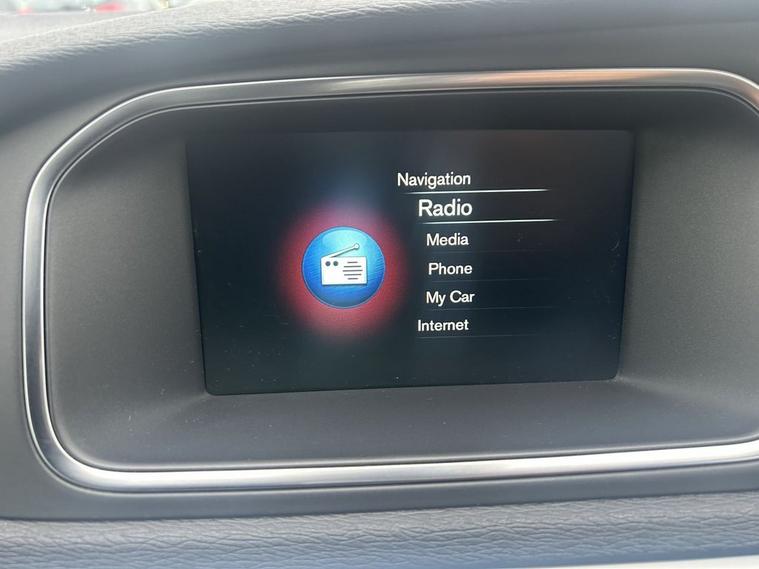 Navigation
Radio
Media
Phone
My Car
Internet